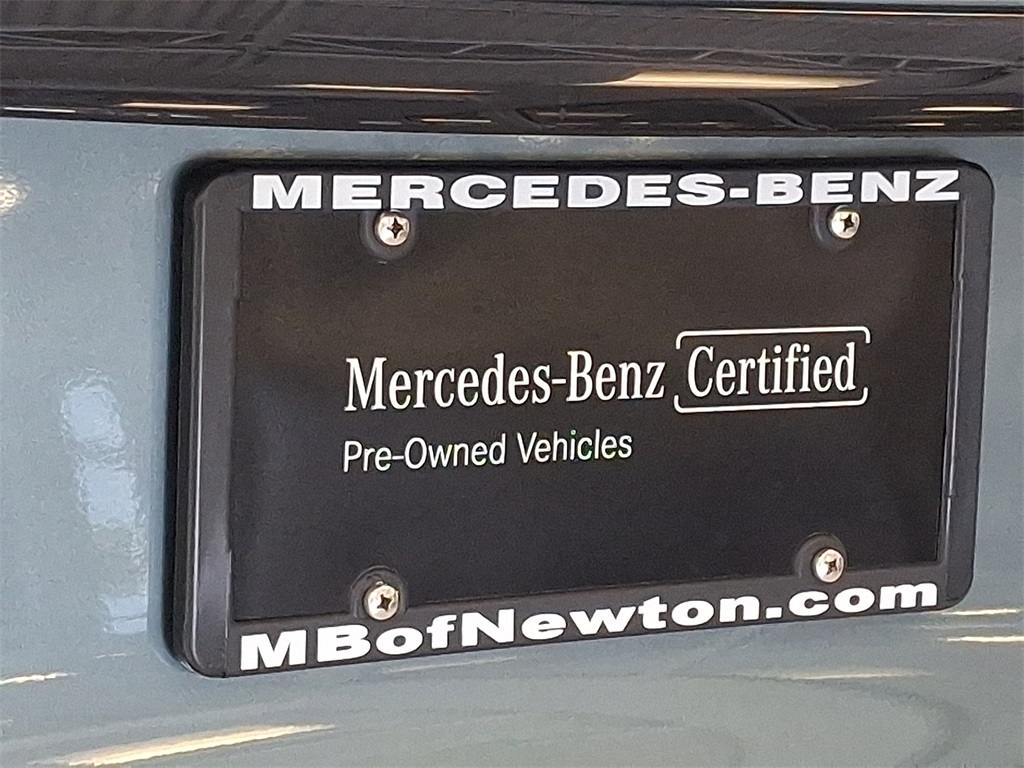 MERCEDES-BENZ
Mercedes-Benz Certified
Pre-Owned Vehicles
MBofNewton.com